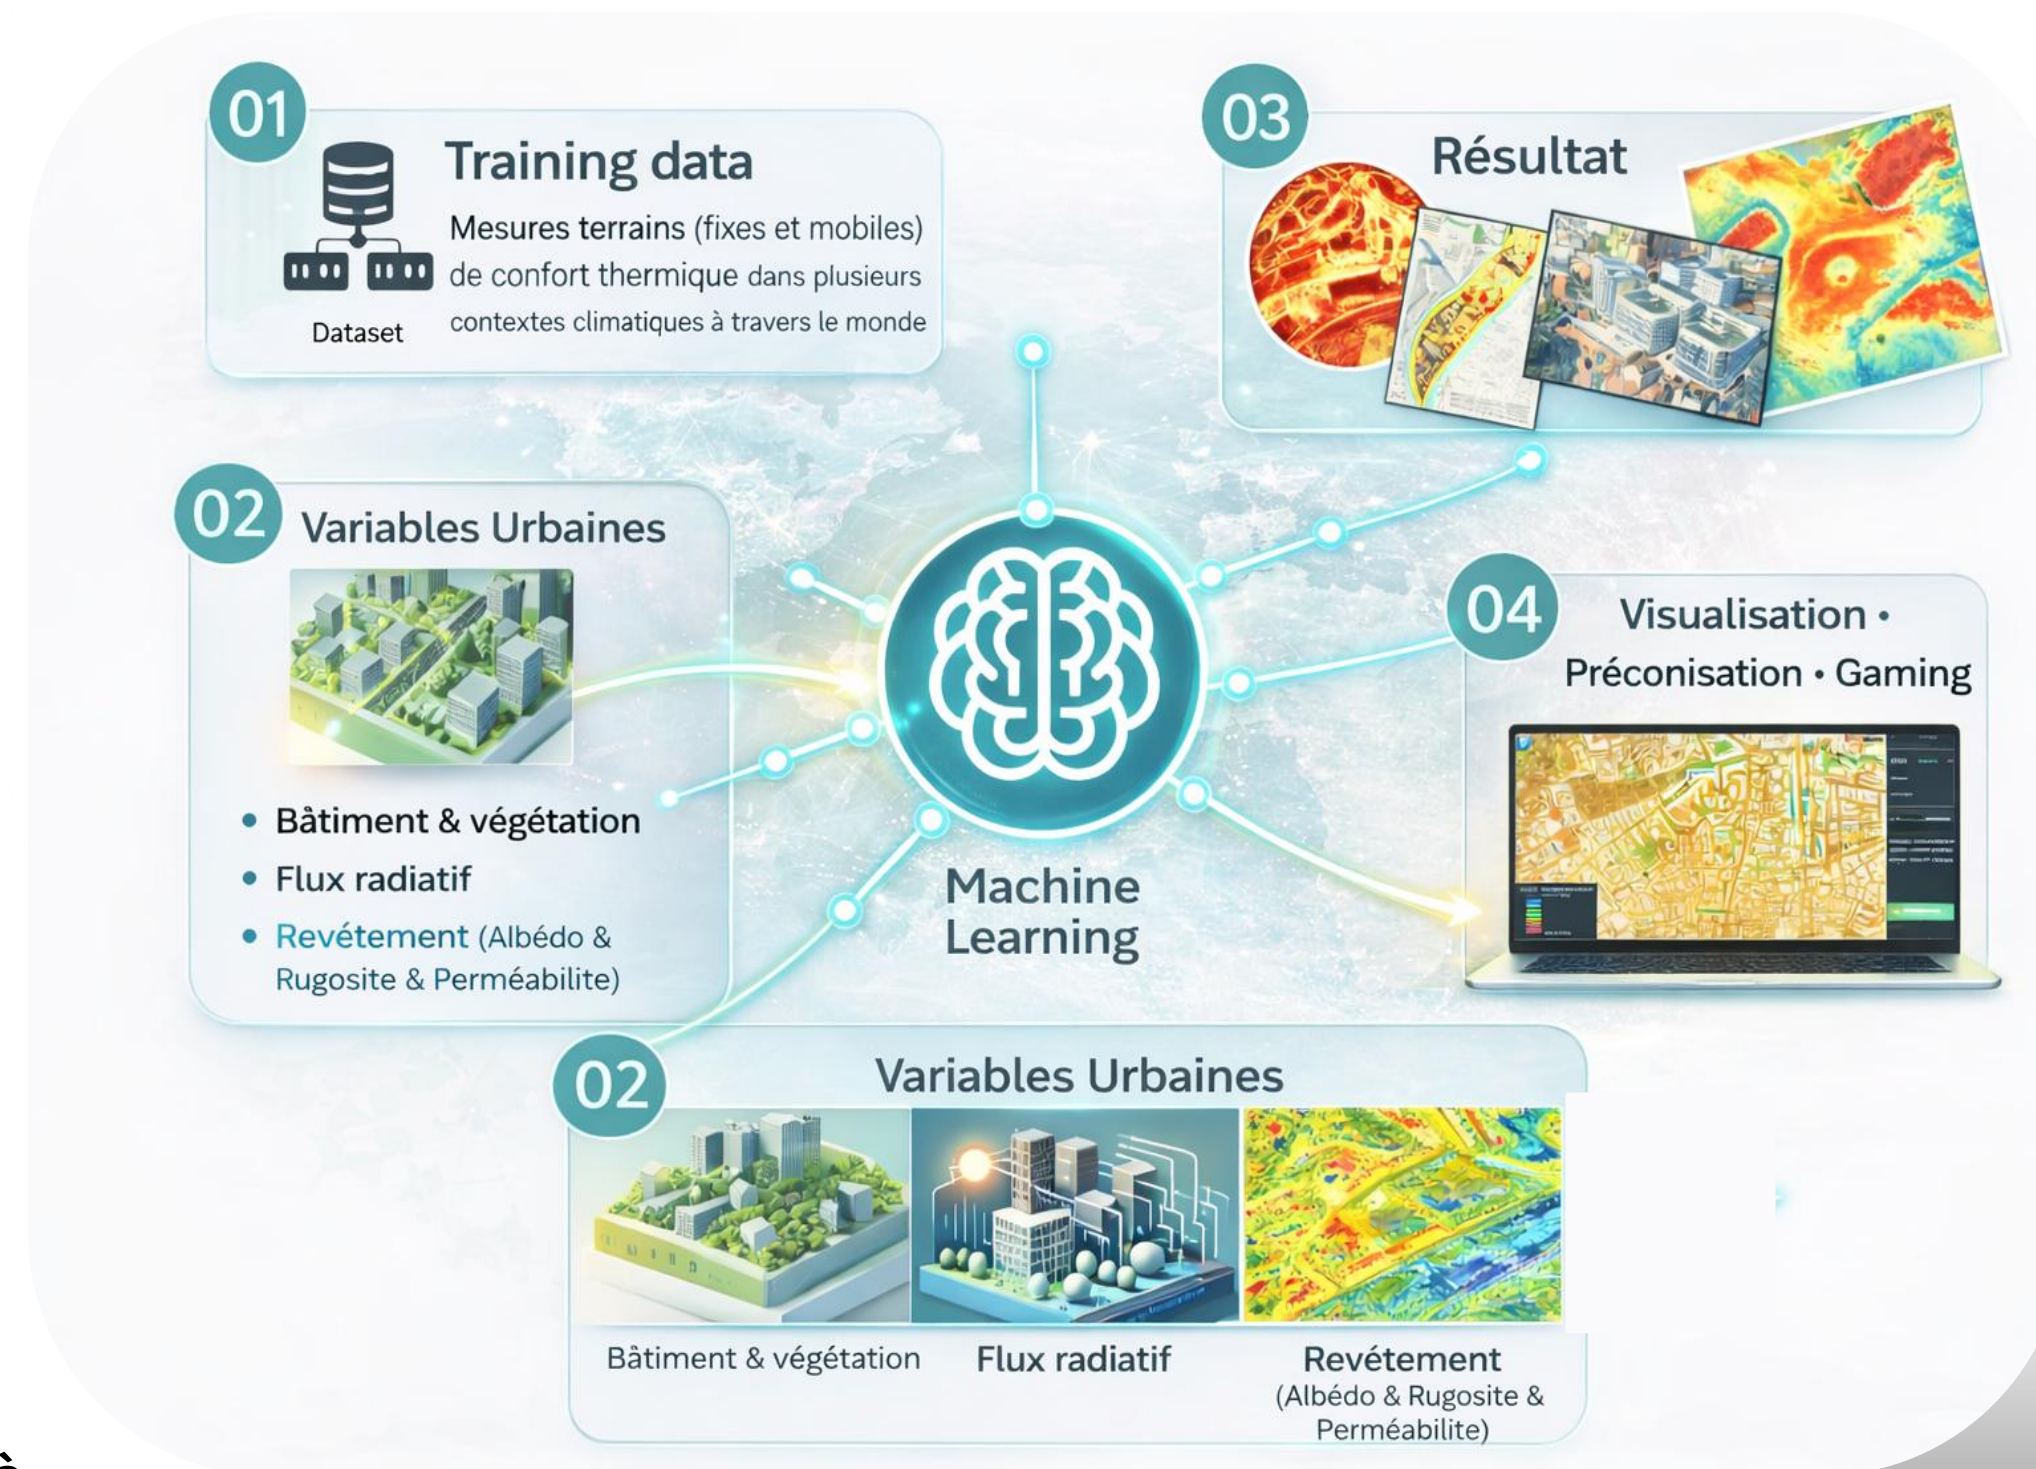 01
Training data
Mesures terrains (fixes et mobiles)
de confort thermique dans plusieurs
contextes climatiques à travers le monde
Dataset
03
Résultat
02
Variables Urbaines
Bâtiment & végétation
Flux radiatif
Revétement (Albédo &
Rugosite & Perméabilite)
Machine
Learning
04
Visualisation •
Préconisation • Gaming
02
Variables Urbaines
Bâtiment & végétation
Flux radiatif
Revétement
(Albédo & Rugosite &
Perméabilite)